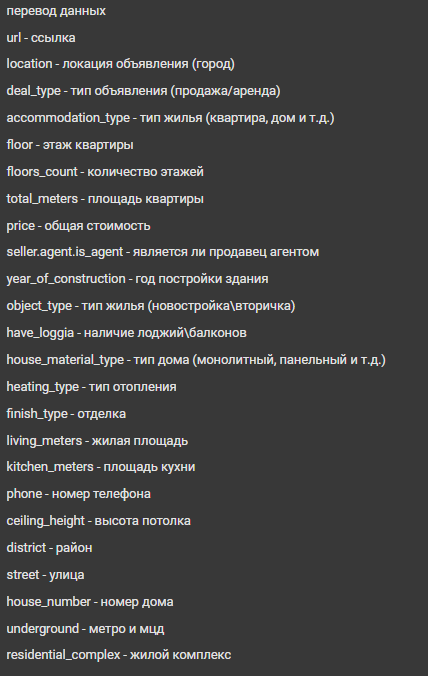 перевод данных
url - ссылка
location - локация объявления (город)
deal_type - тип объявления (продажа/аренда)
accommodation_type - тип жилья (квартира, дом и т.д.)
floor - этаж квартиры
floors_count - количество этажей
total_meters - площадь квартиры
price - общая стоимость
seller.agent.is_agent - является ли продавец агентом
year_of_construction - год постройки здания
object_type - тип жилья (новостройка\вторичка)
have_loggia - наличие лоджий\балконов
house_material_type - тип дома (монолитный, панельный и т.д.)
heating_type - тип отопления
finish_type - отделка
living_meters - жилая площадь
kitchen_meters - площадь кухни
phone - номер телефона
ceiling_height - высота потолка
district - район
street - улица
house_number - номер дома
underground - метро и мцд
residential_complex - жилой комплекс